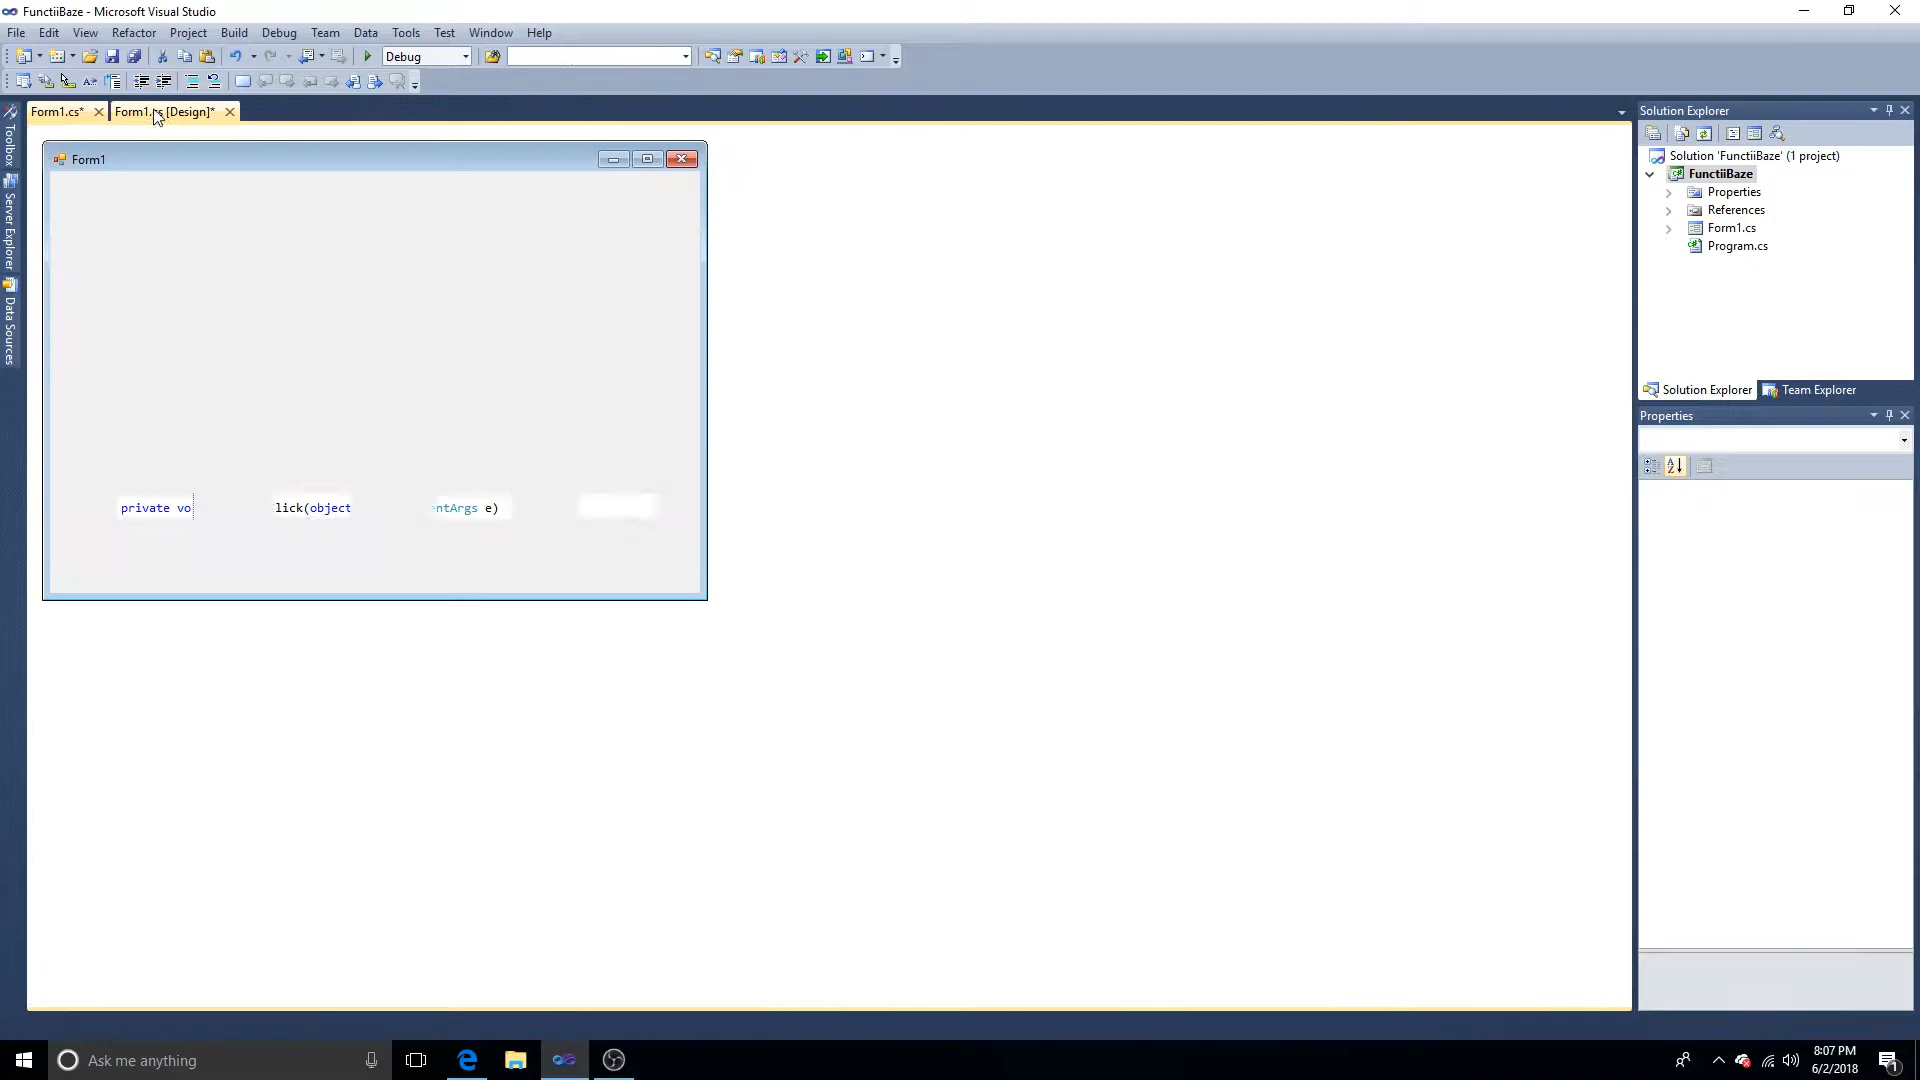 FunctiiBaze - Microsoft Visual Studio
File Edit View Refactor Project Build Debug Team Data Tools Test Window Help
Debug
Form1.cs* Form1.cs [Design]*
Toolbox
Server Explorer
Data Sources
Form1
private vo lick(object ntArgs e)
Solution Explorer
Solution 'FunctiiBaze' (1 project)
FunctiiBaze
Properties
References
Form1.cs
Program.cs
Solution Explorer Team Explorer
Properties
Ask me anything
8:07 PM
6/2/2018
1